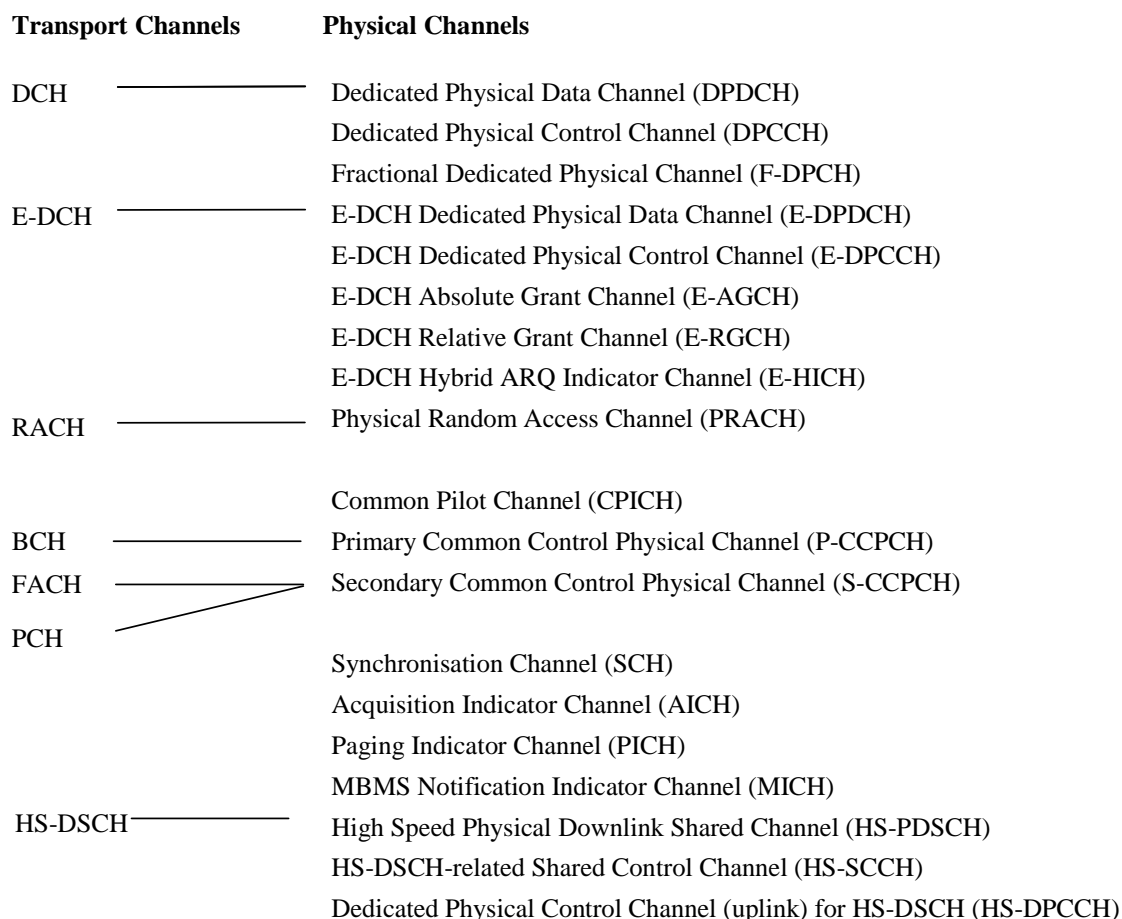 Transport Channels Physical Channels
DCH Dedicated Physical Data Channel (DPDCH)
Dedicated Physical Control Channel (DPCCH)
Fractional Dedicated Physical Channel (F-DPCH)
E-DCH E-DCH Dedicated Physical Data Channel (E-DPDCH)
E-DCH Dedicated Physical Control Channel (E-DPCCH)
E-DCH Absolute Grant Channel (E-AGCH)
E-DCH Relative Grant Channel (E-RGCH)
E-DCH Hybrid ARQ Indicator Channel (E-HICH)
RACH Physical Random Access Channel (PRACH)
Common Pilot Channel (CPICH)
BCH Primary Common Control Physical Channel (P-CCPCH)
FACH Secondary Common Control Physical Channel (S-CCPCH)
PCH
Synchronisation Channel (SCH)
Acquisition Indicator Channel (AICH)
Paging Indicator Channel (PICH)
MBMS Notification Indicator Channel (MICH)
HS-DSCH High Speed Physical Downlink Shared Channel (HS-PDSCH)
HS-DSCH-related Shared Control Channel (HS-SCCH)
Dedicated Physical Control Channel (uplink) for HS-DSCH (HS-DPCCH)